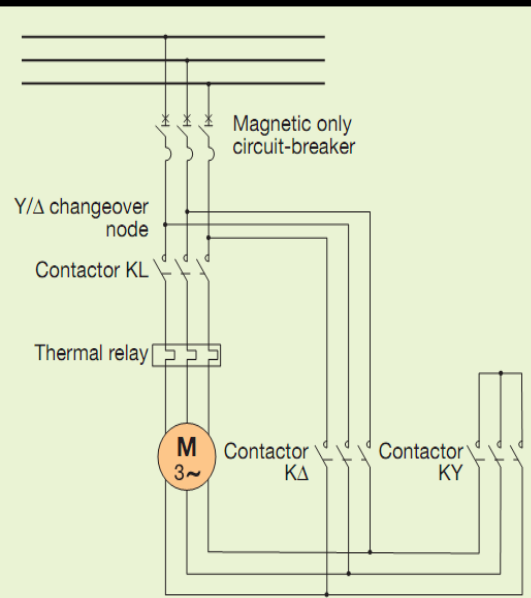 Magnetic only
circuit-breaker
Y/Δ changeover
node
Contactor KL
Thermal relay
M
3~
Contactor
KΔ
Contactor
KY